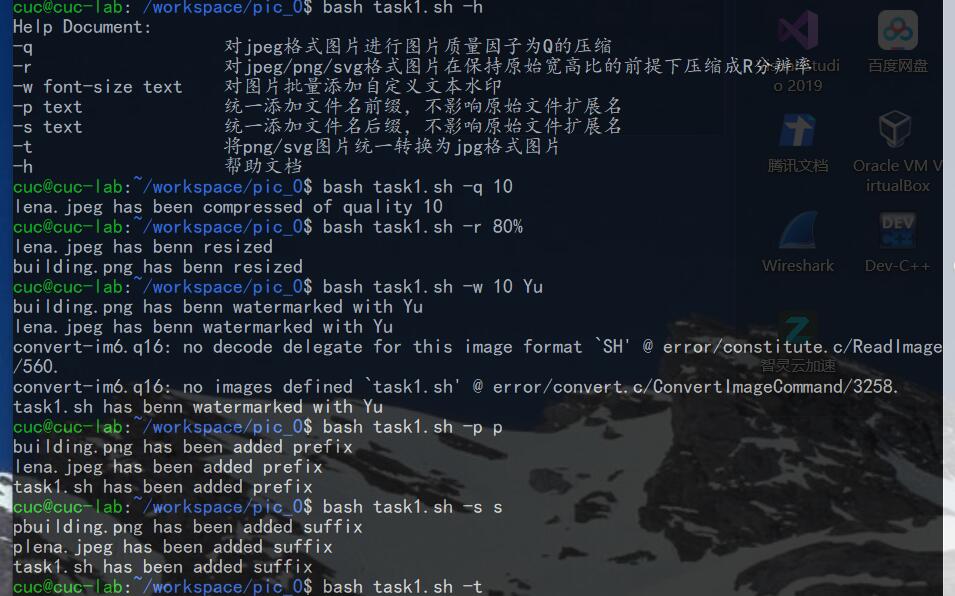 cuc@cuc-lab:~/workspace/pic_0$ bash task1.sh -h
Help Document:
-q 对jpeg格式图片进行图片质量因子为Q的压缩
-r 对jpeg/png/svg格式图片在保持原始宽高比的前提下压缩成R分辨率
-w font-size text 对图片批量添加自定义文本水印
-p text 统一添加文件名前缀，不影响原始文件扩展名
-s text 统一添加文件名后缀，不影响原始文件扩展名
-t 将png/svg图片统一转换为jpg格式图片
-h 帮助文档
cuc@cuc-lab:~/workspace/pic_0$ bash task1.sh -q 10
lena.jpeg has been compressed of quality 10
cuc@cuc-lab:~/workspace/pic_0$ bash task1.sh -r 80%
lena.jpeg has benn resized
building.png has benn resized
cuc@cuc-lab:~/workspace/pic_0$ bash task1.sh -w 10 Yu
building.png has benn watermarked with Yu
lena.jpeg has benn watermarked with Yu
convert-im6.q16: no decode delegate for this image format `SH' @ error/constitute.c/ReadImage
/560.
convert-im6.q16: no images defined `task1.sh' @ error/convert.c/ConvertImageCommand/3258.
task1.sh has benn watermarked with Yu
cuc@cuc-lab:~/workspace/pic_0$ bash task1.sh -p p
building.png has been added prefix
lena.jpeg has been added prefix
task1.sh has been added prefix
cuc@cuc-lab:~/workspace/pic_0$ bash task1.sh -s s
pbuilding.png has been added suffix
plena.jpeg has been added suffix
task1.sh has been added suffix
cuc@cuc-lab:~/workspace/pic_0$ bash task1.sh -t
o 2019
百度网盘
腾讯文档
Oracle VM V
irtualBox
Wireshark
DEV
C++
Dev-C++
智灵云加速